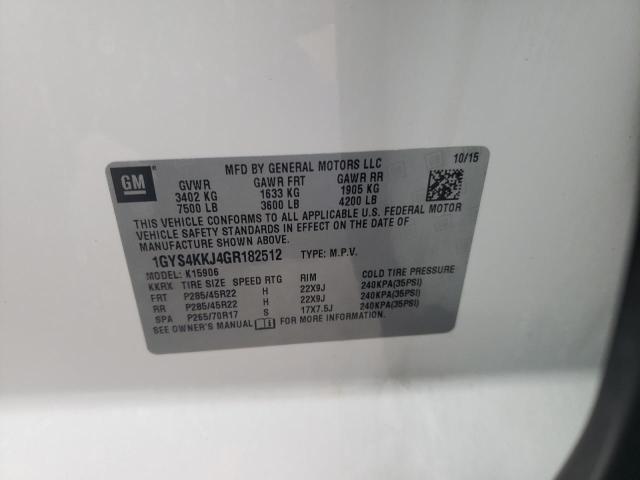 GM
MFD BY GENERAL MOTORS LLC 10/15
GVWR GAWR FRT GAWR RR
3402 KG 1633 KG 1905 KG
7500 LB 3600 LB 4200 LB
THIS VEHICLE CONFORMS TO ALL APPLICABLE U.S. FEDERAL MOTOR
VEHICLE SAFETY STANDARDS IN EFFECT ON THE DATE OF
MANUFACTURE SHOWN ABOVE.
1GYS4KKJ4GR182512 TYPE: M.P.V.
MODEL: K15906
KKRX TIRE SIZE SPEED RTG RIM COLD TIRE PRESSURE
FRT P285/45R22 H 22X9J 240KPA(35PSI)
RR P285/45R22 H 22X9J 240KPA(35PSI)
SPA P265/70R17 S 17X7.5J 240KPA(35PSI)
SEE OWNER'S MANUAL FOR MORE INFORMATION.